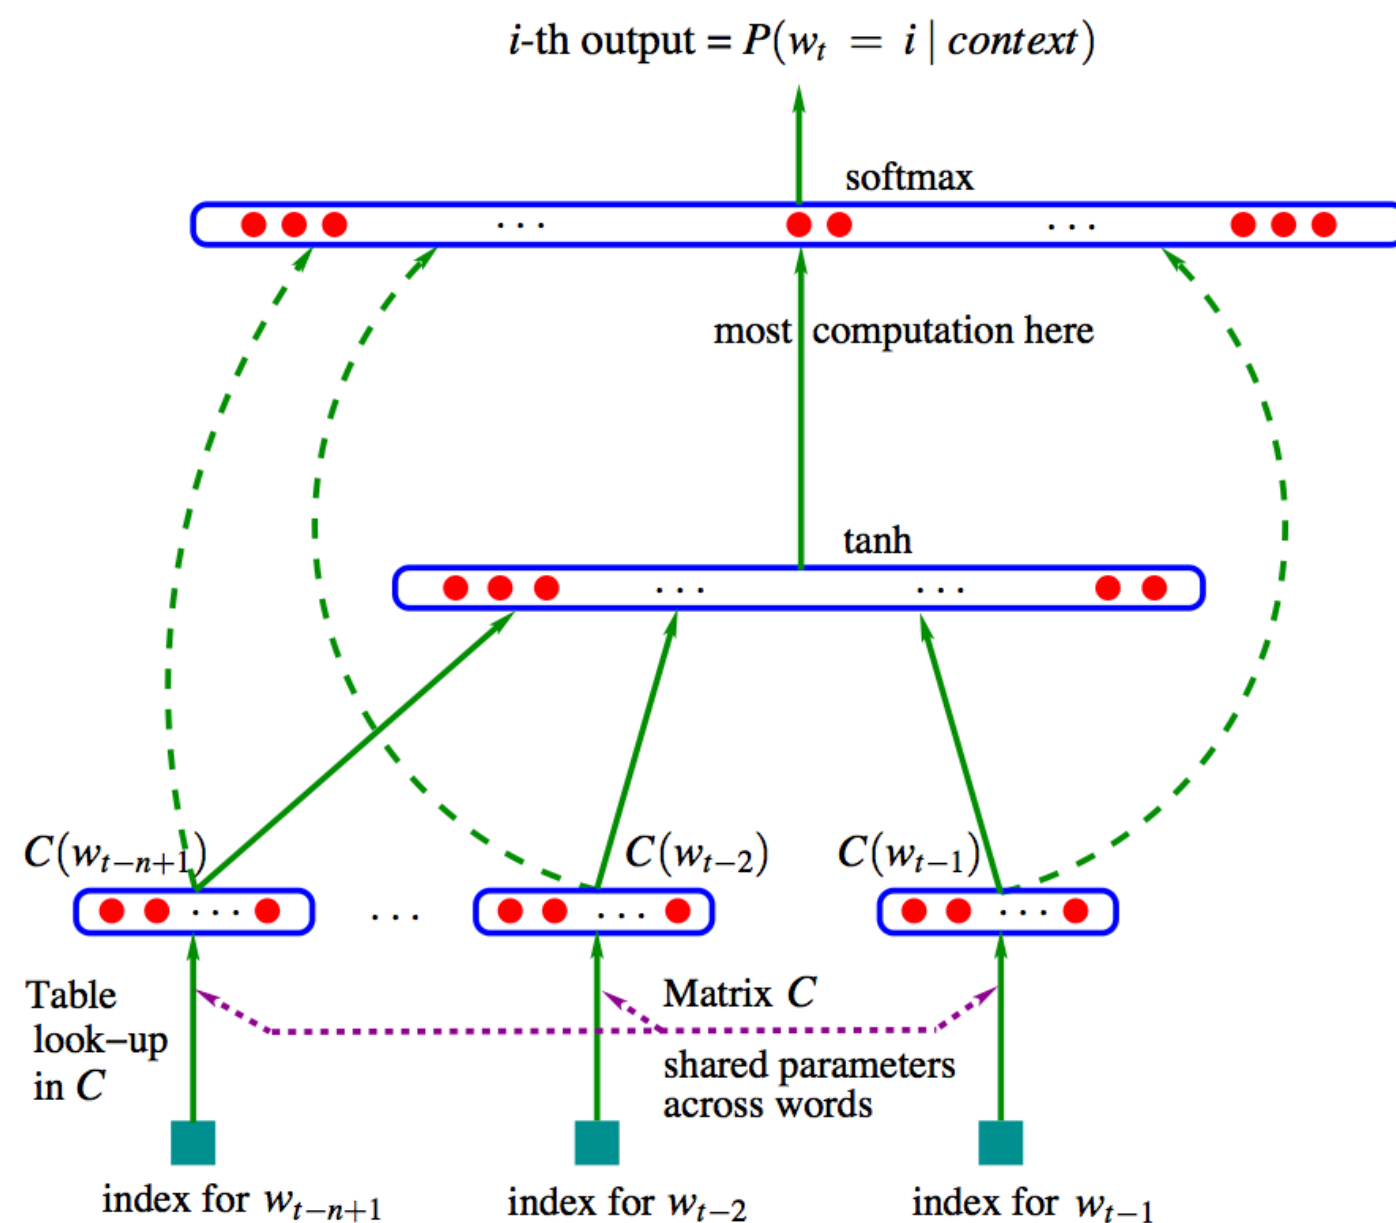 i-th output = P(w_t = i | context)
softmax
. . .
. . .
most computation here
tanh
. . .
. . .
C(w_{t−n+1})
C(w_{t−2})
C(w_{t−1})
. . .
. . .
. . .
. . .
Table
look−up
in C
Matrix C
shared parameters
across words
index for w_{t−n+1}
index for w_{t−2}
index for w_{t−1}